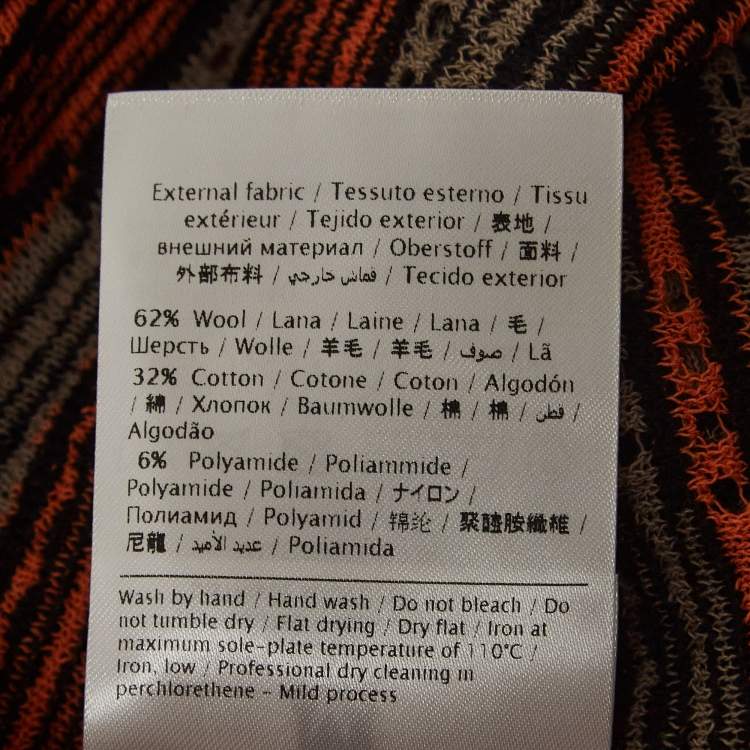 External fabric / Tessuto esterno / Tissu
extérieur / Tejido exterior / 表地 /
внешний материал / Oberstoff / 面料 /
外部布料 / قماش خارجي / Tecido exterior
62% Wool / Lana / Laine / Lana / 毛 /
Шерсть / Wolle / 羊毛 / 羊毛 / صوف / Lã
32% Cotton / Cotone / Coton / Algodón
/ 綿 / Хлопок / Baumwolle / 棉 / 棉 / قطن /
Algodão
6% Polyamide / Poliammide /
Polyamide / Poliamida / ナイロン /
Полиамид / Polyamid / 锦纶 / 聚醯胺纖維 /
尼龍 / عديد الأميد / Poliamida
Wash by hand / Hand wash / Do not bleach / Do
not tumble dry / Flat drying / Dry flat / Iron at
maximum sole-plate temperature of 110°C /
Iron, low / Professional dry cleaning in
perchlorethene - Mild process